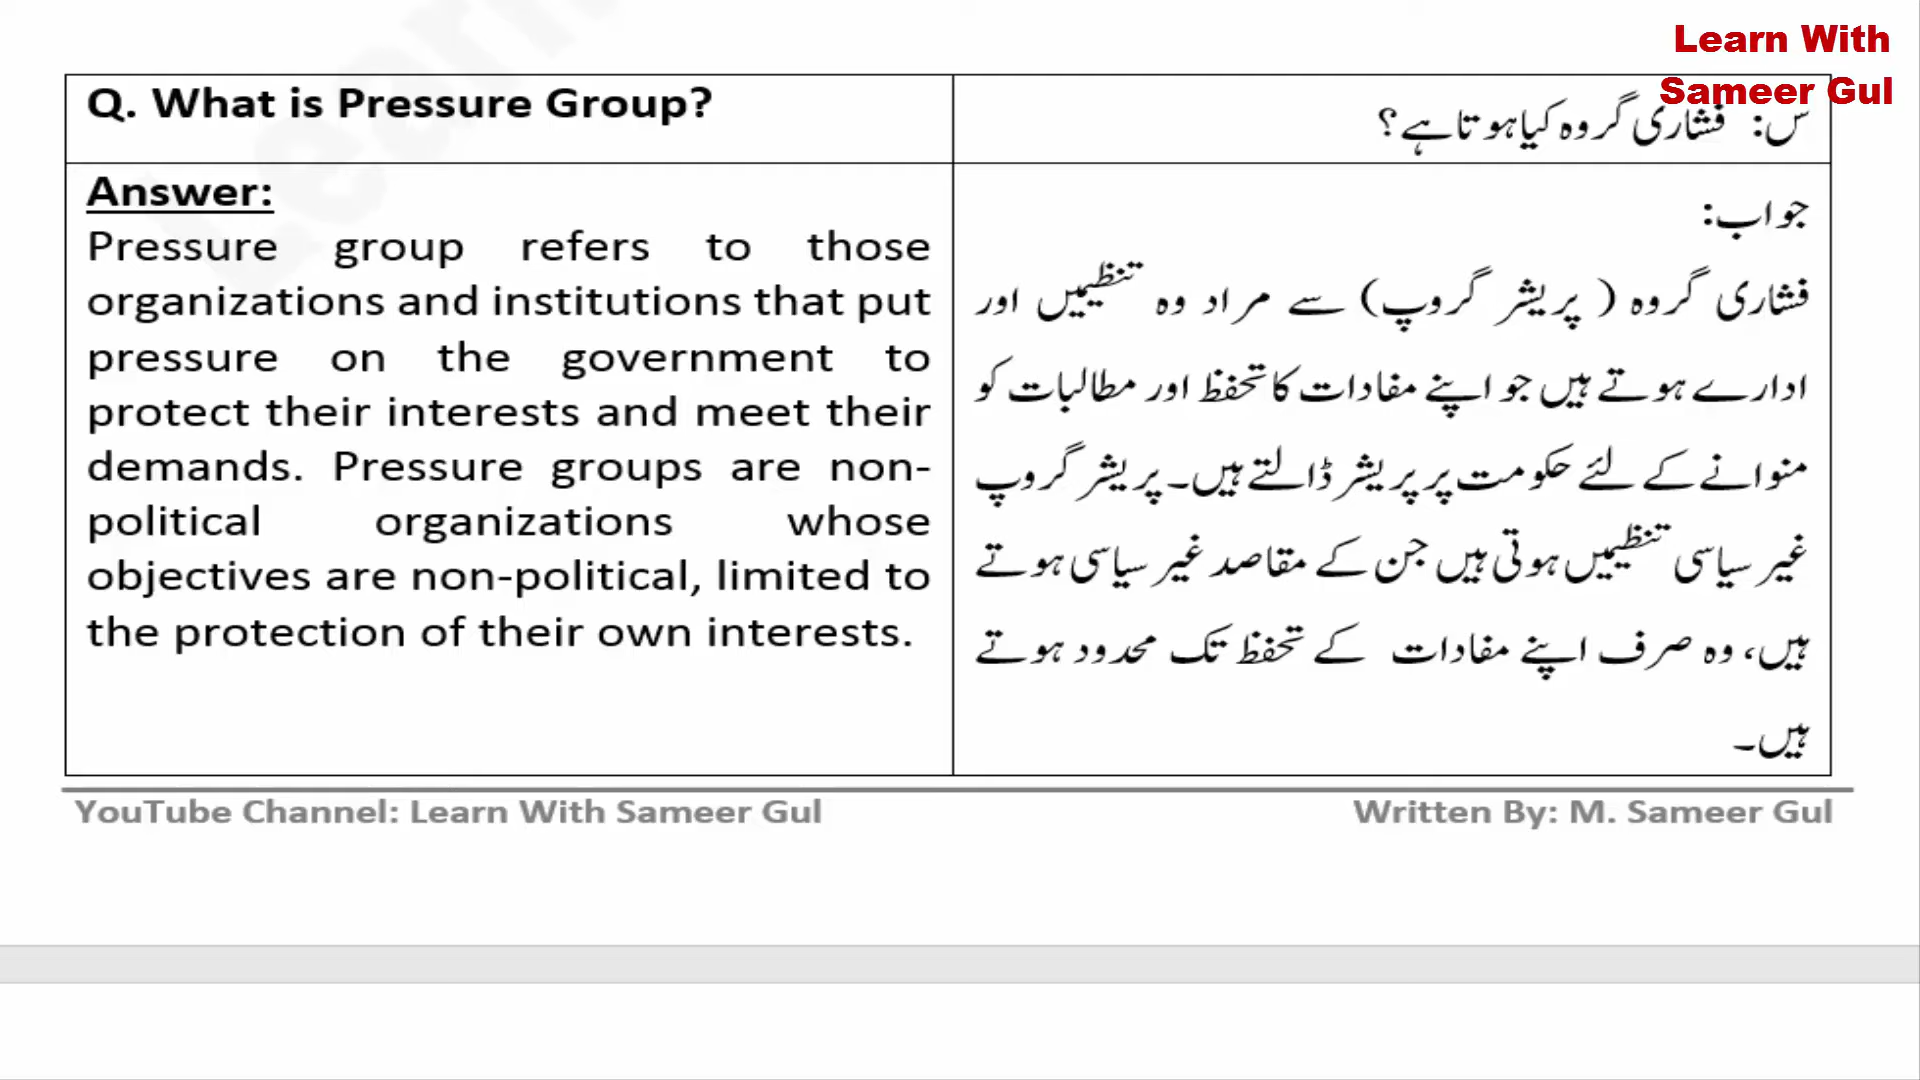 Learn With
Sameer Gul
Q. What is Pressure Group?
س: فشاری گروہ کیا ہوتا ہے؟
Answer:
Pressure group refers to those
organizations and institutions that put
pressure on the government to
protect their interests and meet their
demands. Pressure groups are non-
political organizations whose
objectives are non-political, limited to
the protection of their own interests.
جواب:
فشاری گروہ ( پریشر گروپ) سے مراد وہ تنظیمیں اور
ادارے ہوتے ہیں جو اپنے مفادات کا تحفظ اور مطالبات کو
منوانے کے لئے حکومت پر پریشر ڈالتے ہیں۔ پریشر گروپ
غیر سیاسی تنظیمیں ہوتی ہیں جن کے مقاصد غیر سیاسی ہوتے
ہیں، وہ صرف اپنے مفادات کے تحفظ تک محدود ہوتے
ہیں۔
YouTube Channel: Learn With Sameer Gul
Written By: M. Sameer Gul
Learn